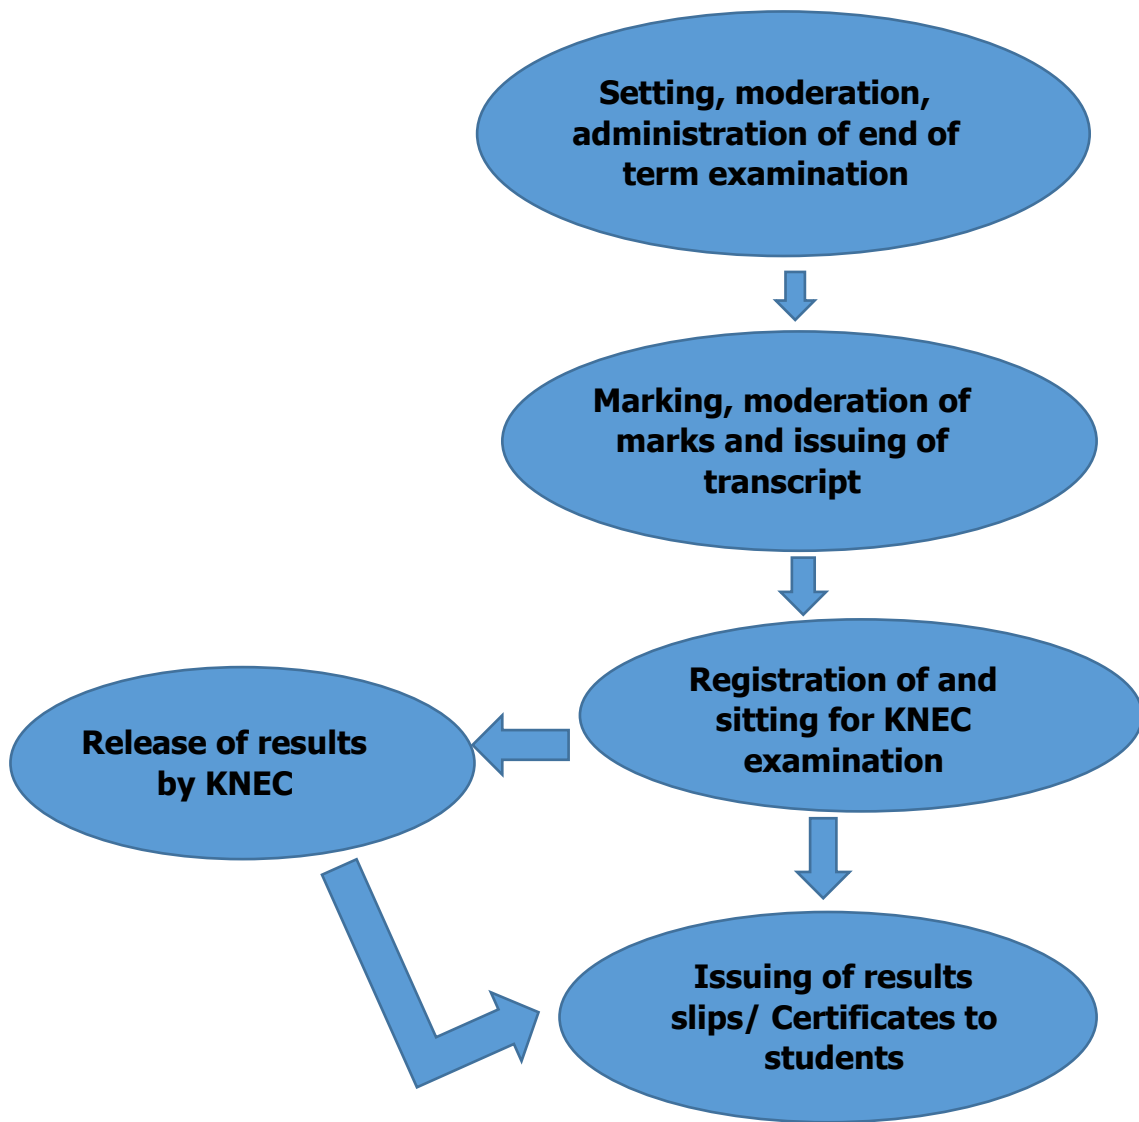 Setting, moderation,
administration of end of
term examination
Marking, moderation of
marks and issuing of
transcript
Registration of and
sitting for KNEC
examination
Release of results
by KNEC
Issuing of results
slips/ Certificates to
students